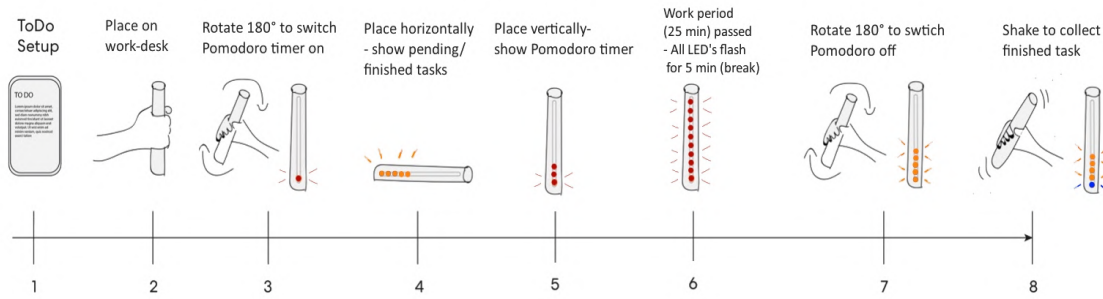 ToDo
Setup
Place on
work-desk
Rotate 180° to switch
Pomodoro timer on
Place horizontally
- show pending/
finished tasks
Place vertically-
show Pomodoro timer
Work period
(25 min) passed
- All LED's flash
for 5 min (break)
Rotate 180° to swtich
Pomodoro off
Shake to collect
finished task
TO DO
1
2
3
4
5
6
7
8